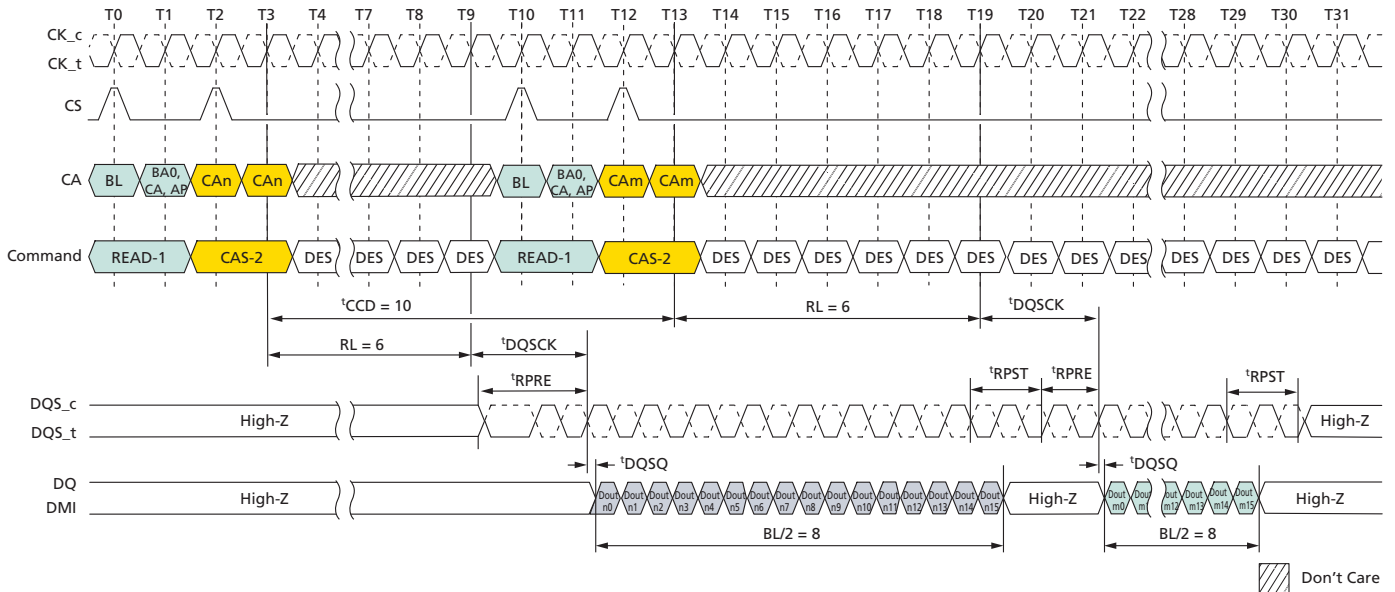 T0 T1 T2 T3 T4 T7 T8 T9 T10 T11 T12 T13 T14 T15 T16 T17 T18 T19 T20 T21 T22 T28 T29 T30 T31
CK_c
CK_t
CS
CA BL BA0, CA, AP CAn CAn BL BA0, CA, AP CAm CAm
Command READ-1 CAS-2 DES DES DES DES READ-1 CAS-2 DES DES DES DES DES DES DES DES DES DES DES DES DES
tCCD = 10 RL = 6 tDQSCK
RL = 6 tDQSCK
tRPRE tRPST tRPRE tRPST
DQS_c
DQS_t
High-Z High-Z
tDQSQ tDQSQ
DQ
DMI
High-Z Dout n0 Dout n1 Dout n2 Dout n3 Dout n4 Dout n5 Dout n6 Dout n7 Dout n8 Dout n9 Dout n10 Dout n11 Dout n12 Dout n13 Dout n14 Dout n15 High-Z Dout m0 Dout m12 Dout m13 Dout m14 Dout m15 High-Z
BL/2 = 8 BL/2 = 8
Don't Care